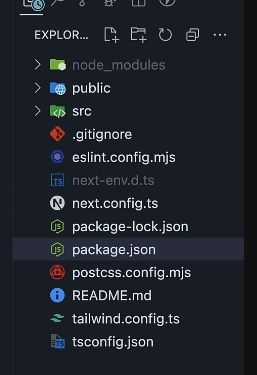 EXPLOR...
node_modules
public
src
.gitignore
eslint.config.mjs
next-env.d.ts
next.config.ts
package-lock.json
package.json
postcss.config.mjs
README.md
tailwind.config.ts
tsconfig.json